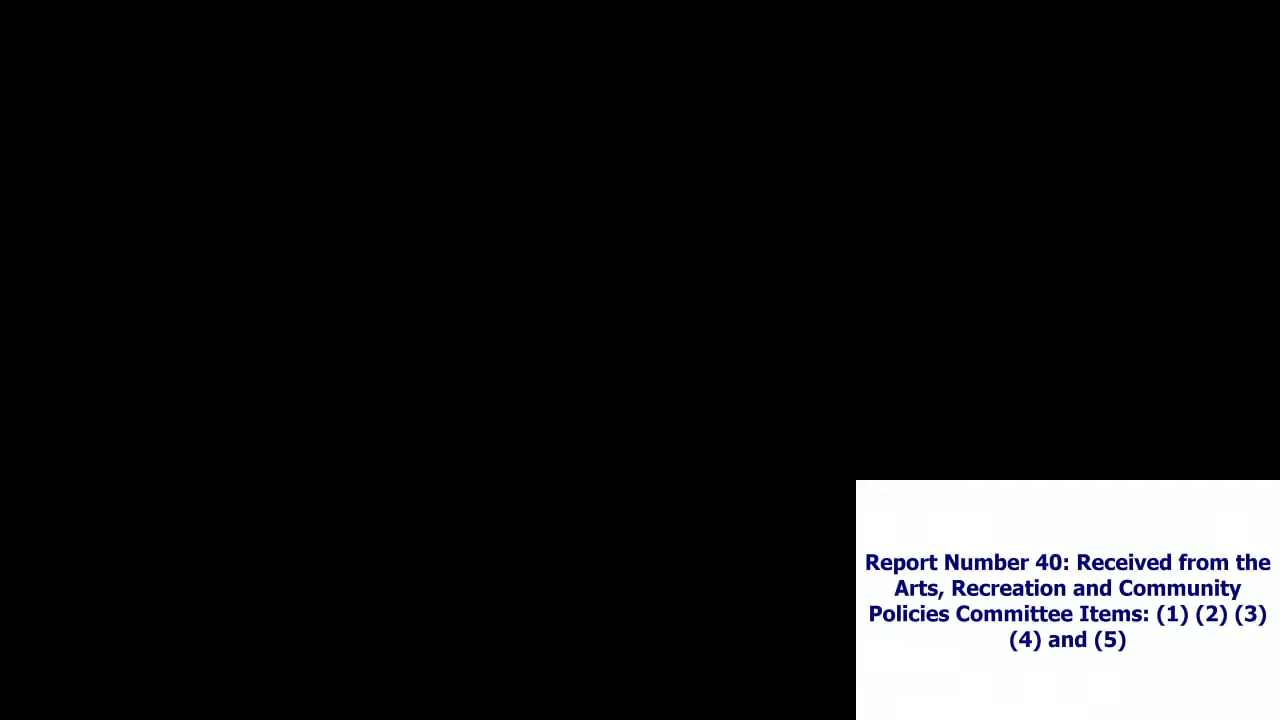 Report Number 40: Received from the
Arts, Recreation and Community
Policies Committee Items: (1) (2) (3)
(4) and (5)